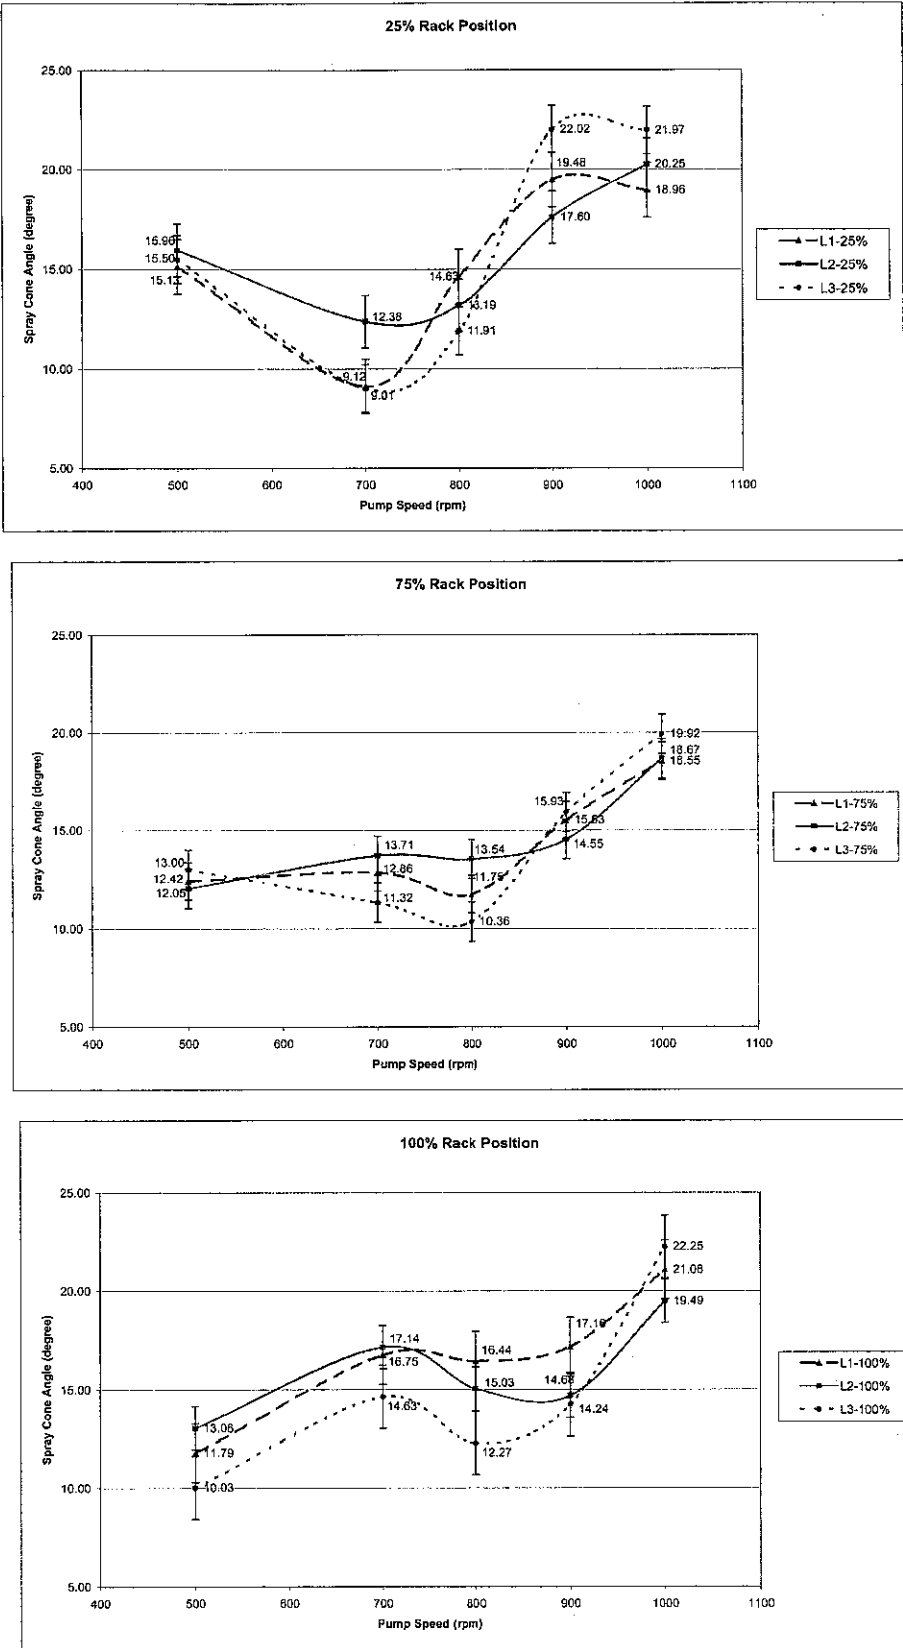 25% Rack Position
25.00
20.00
15.00
10.00
5.00
Spray Cone Angle (degree)
15.96
15.50
15.13
12.38
9.12
9.01
14.63
13.19
11.91
22.02
19.48
17.60
21.97
20.25
18.96
400 500 600 700 800 900 1000 1100
Pump Speed (rpm)
L1-25%
L2-25%
L3-25%
75% Rack Position
25.00
20.00
15.00
10.00
5.00
Spray Cone Angle (degree)
13.00
12.42
12.05
13.71
12.86
11.32
13.54
11.75
10.36
15.93
15.53
14.55
19.92
18.67
18.55
400 500 600 700 800 900 1000 1100
Pump Speed (rpm)
L1-75%
L2-75%
L3-75%
100% Rack Position
25.00
20.00
15.00
10.00
5.00
Spray Cone Angle (degree)
13.06
11.79
10.03
17.14
16.75
14.63
16.44
15.03
12.27
14.24
22.25
21.08
19.49
400 500 600 700 800 900 1000 1100
Pump Speed (rpm)
L1-100%
L2-100%
L3-100%